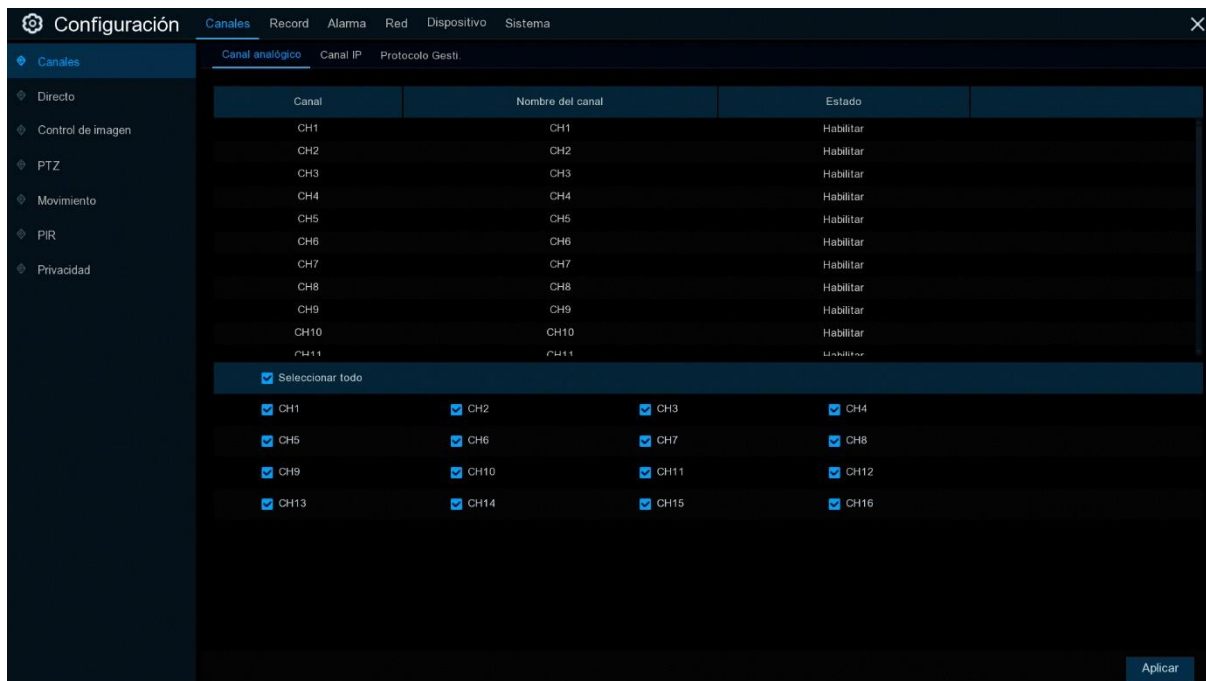 Configuración
Canales Record Alarma Red Dispositivo Sistema
Canales
Directo
Control de imagen
PTZ
Movimiento
PIR
Privacidad
Canal analógico Canal IP Protocolo Gesti.
Canal Nombre del canal Estado
CH1 CH1 Habilitar
CH2 CH2 Habilitar
CH3 CH3 Habilitar
CH4 CH4 Habilitar
CH5 CH5 Habilitar
CH6 CH6 Habilitar
CH7 CH7 Habilitar
CH8 CH8 Habilitar
CH9 CH9 Habilitar
CH10 CH10 Habilitar
CH11 CH11 Habilitar
Seleccionar todo
CH1 CH2 CH3 CH4
CH5 CH6 CH7 CH8
CH9 CH10 CH11 CH12
CH13 CH14 CH15 CH16
Aplicar